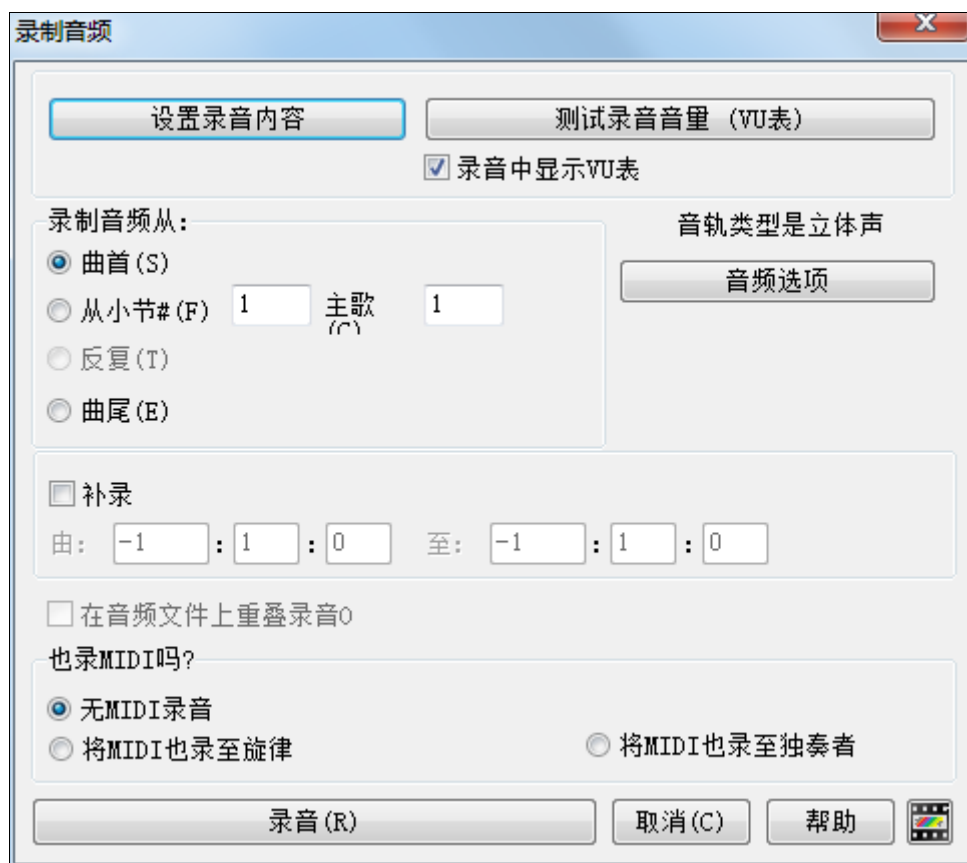 录制音频
设置录音内容 测试录音音量 (VU表)
录音中显示VU表
录制音频从: 音轨类型是立体声
曲首(S) 音频选项
从小节#(F) 1 主歌 1
(C)
反复(T)
曲尾(E)
补录
由: -1 : 1 : 0 至: -1 : 1 : 0
在音频文件上重叠录音O
也录MIDI吗?
无MIDI录音
将MIDI也录至旋律 将MIDI也录至独奏者
录音(R) 取消(C) 帮助